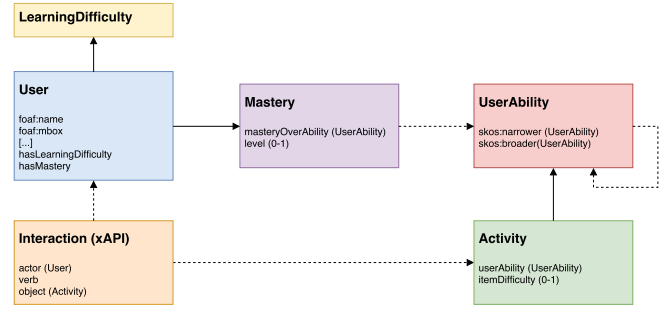 LearningDifficulty
User
foaf:name
foaf:mbox
[...]
hasLearningDifficulty
hasMastery
Mastery
masteryOverAbility (UserAbility)
level (0-1)
UserAbility
skos:narrower (UserAbility)
skos:broader(UserAbility)
Interaction (xAPI)
actor (User)
verb
object (Activity)
Activity
userAbility (UserAbility)
itemDifficulty (0-1)